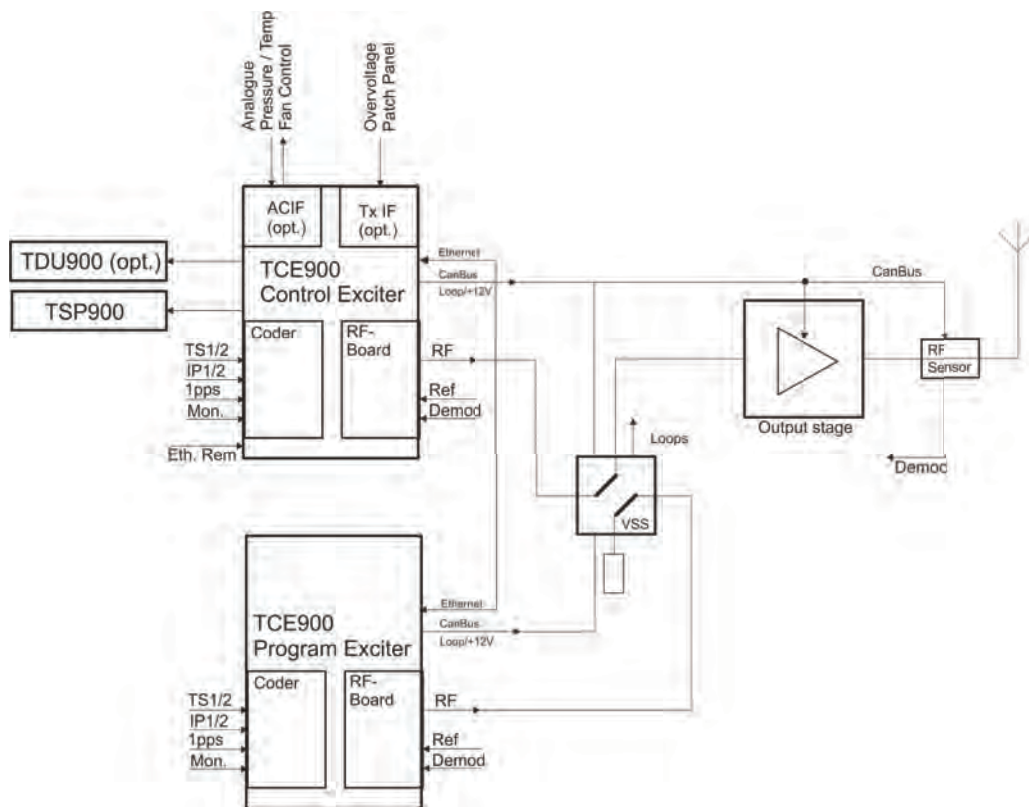 Analogue
Pressure / Temp
Fan Control
Overvoltage
Patch Panel
ACIF
(opt.)
Tx IF
(opt.)
TDU900 (opt.)
TSP900
TCE900
Control Exciter
Ethernet
CanBus
Loop/+12V
CanBus
Coder
RF-
Board
TS1/2
IP1/2
1pps
Mon.
Eth. Rem
RF
Ref
Demod
RF
Sensor
Output stage
Loops
Democ
VSS
TCE900
Program Exciter
Ethernet
CanBus
Loop/+12V
Coder
RF-
Board
TS1/2
IP1/2
1pps
Mon.
RF
Ref
Demod